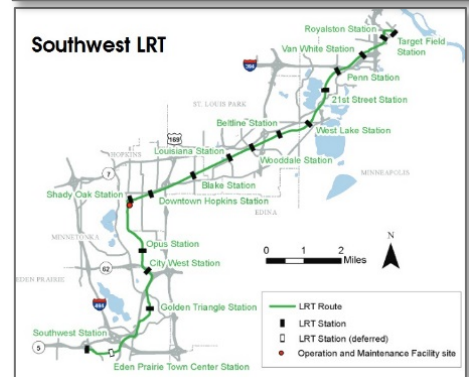 Southwest LRT
Royalston Station
Target Field
Station
Van White Station
Penn Station
394
21st Street Station
ST. LOUIS PARK
Beltline Station
West Lake Station
169
Louisiana Station
Wooddale Station
HOPKINS
7
MINNEAPOLIS
Blake Station
Shady Oak Station
Downtown Hopkins Station
EDINA
Opus Station
MINNETONKA
City West Station
0 1 2
Miles
N
62
EDEN PRAIRIE
494
Golden Triangle Station
Southwest Station
5
Eden Prairie Town Center Station
LRT Route
LRT Station
LRT Station (deferred)
Operation and Maintenance Facility site